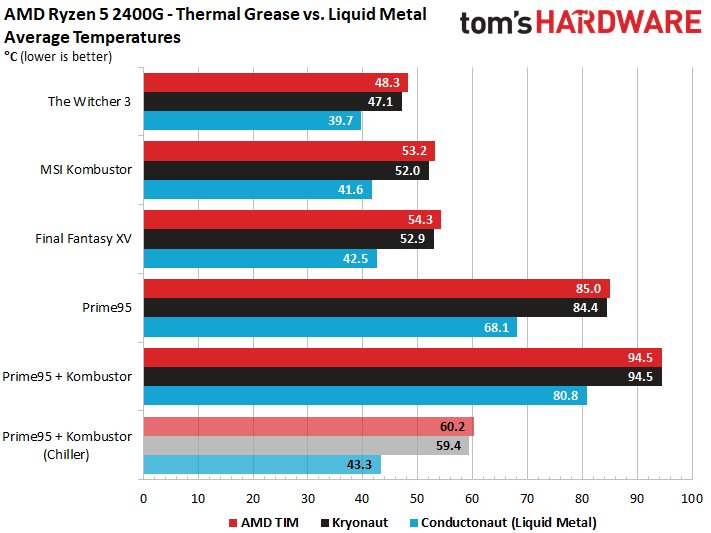 AMD Ryzen 5 2400G - Thermal Grease vs. Liquid Metal
Average Temperatures
°C (lower is better)
tom's HARDWARE
The Witcher 3
48.3
47.1
39.7
MSI Kombustor
53.2
52.0
41.6
Final Fantasy XV
54.3
52.9
42.5
Prime95
85.0
84.4
68.1
Prime95 + Kombustor
94.5
94.5
80.8
Prime95 + Kombustor
(Chiller)
60.2
59.4
43.3
0 10 20 30 40 50 60 70 80 90 100
AMD TIM Kryonaut Conductonaut (Liquid Metal)